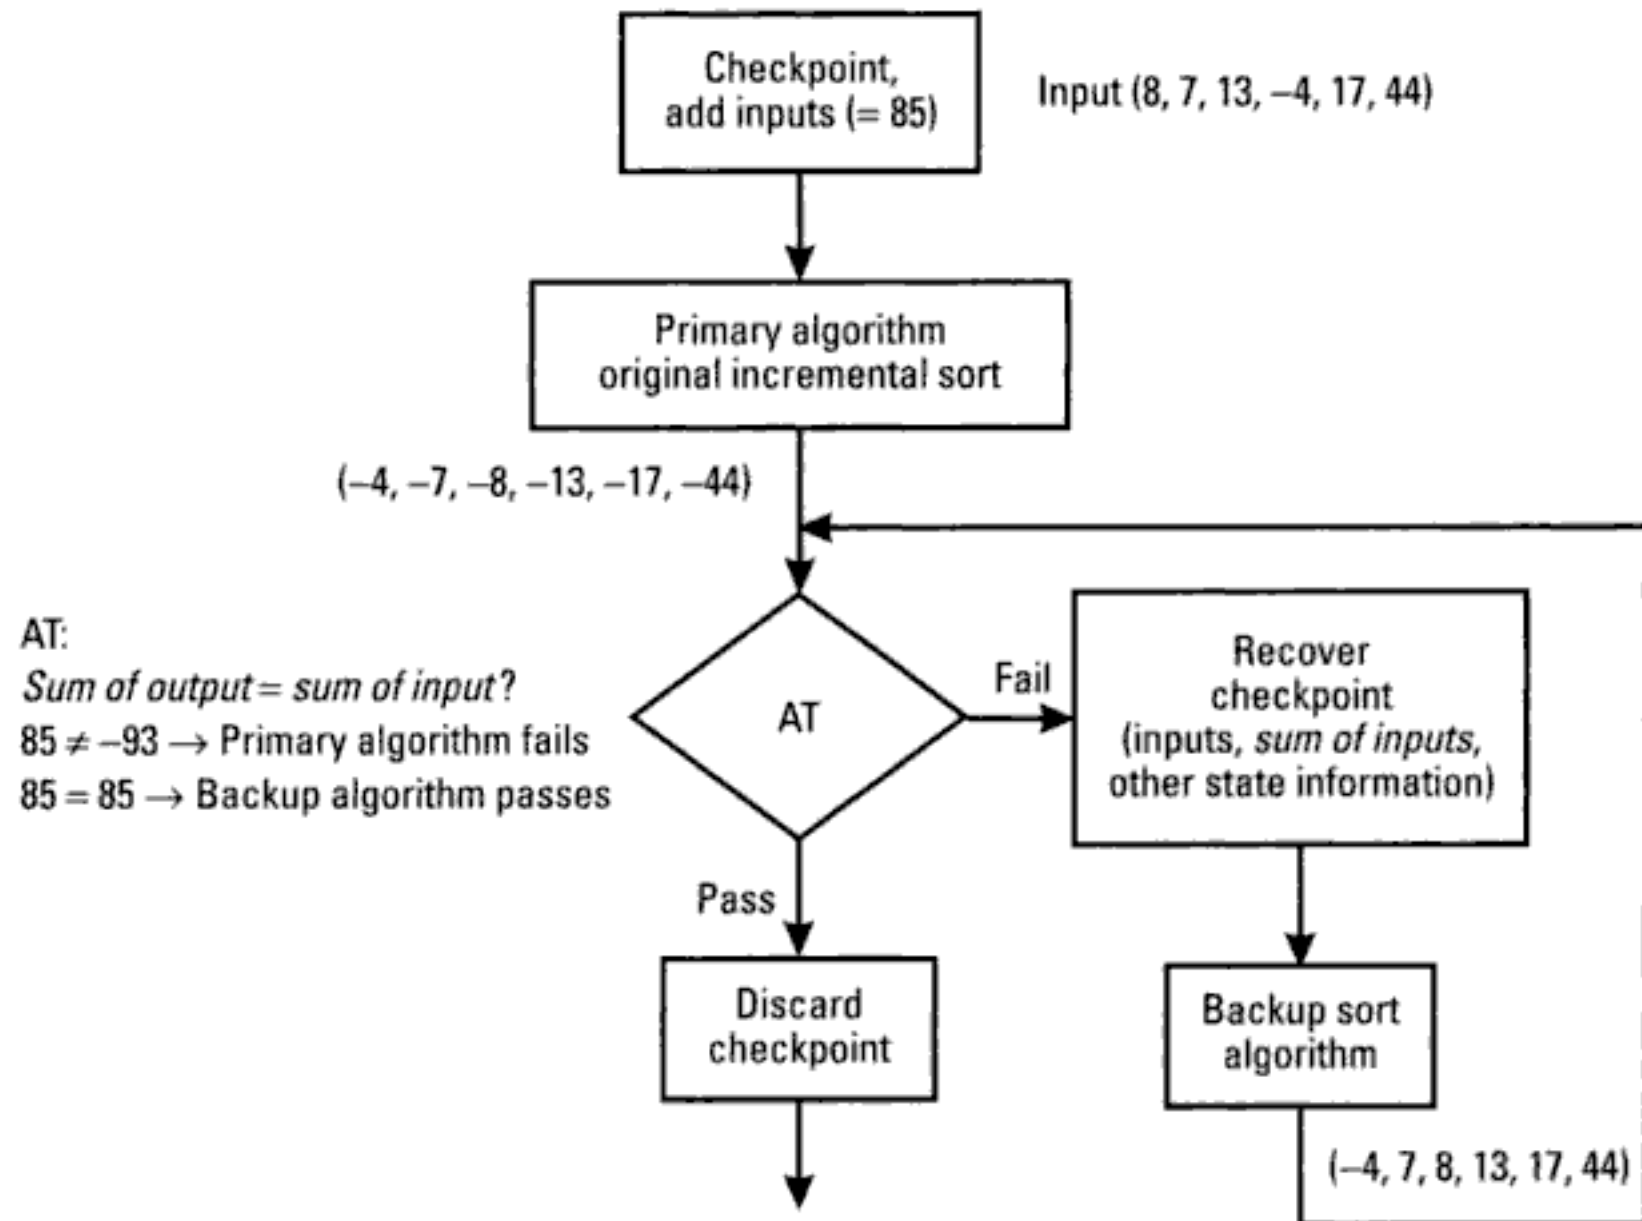 Checkpoint,
add inputs (= 85)
Input (8, 7, 13, –4, 17, 44)
Primary algorithm
original incremental sort
(–4, –7, –8, –13, –17, –44)
AT:
Sum of output = sum of input?
85 ≠ –93 → Primary algorithm fails
85 = 85 → Backup algorithm passes
AT
Fail
Recover
checkpoint
(inputs, sum of inputs,
other state information)
Pass
Discard
checkpoint
Backup sort
algorithm
(–4, 7, 8, 13, 17, 44)